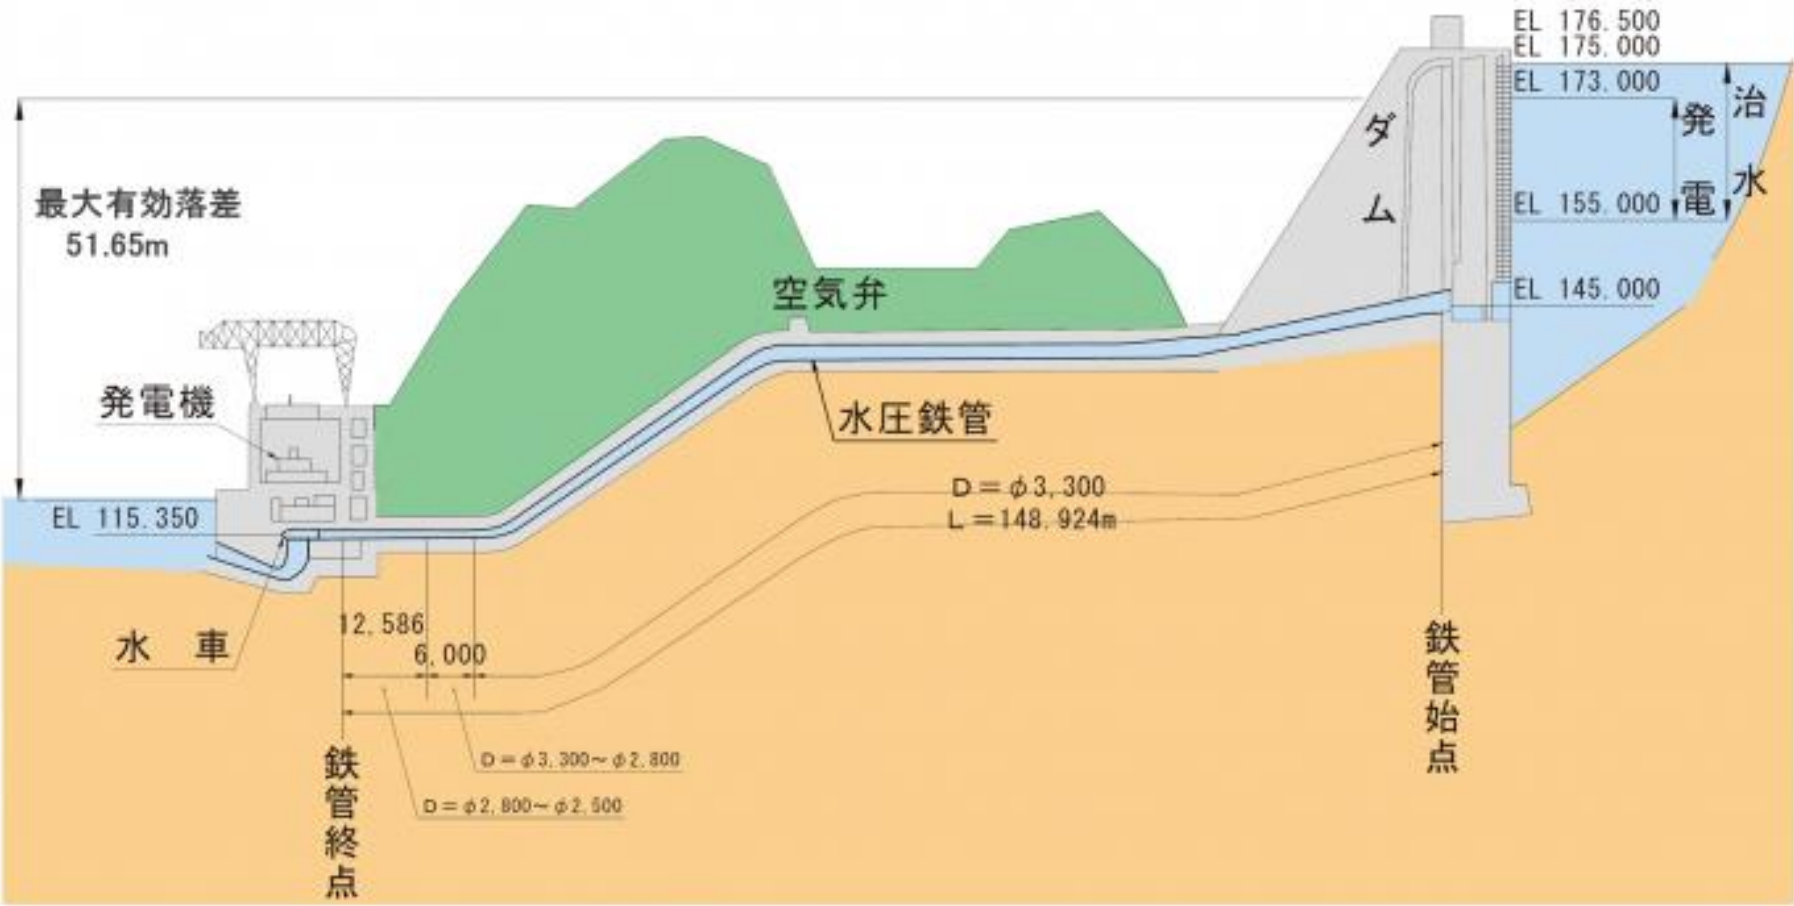 EL 176.500
EL 175.000
EL 173.000
治水
発電
ダム
最大有効落差
51.65m
EL 155.000
空気弁
EL 145.000
発電機
水圧鉄管
D=φ3,300
L=148.924m
EL 115.350
12.586
6,000
水 車
鉄管始点
鉄管終点
D=φ3,300～φ2,800
D=φ2,800～φ2,500